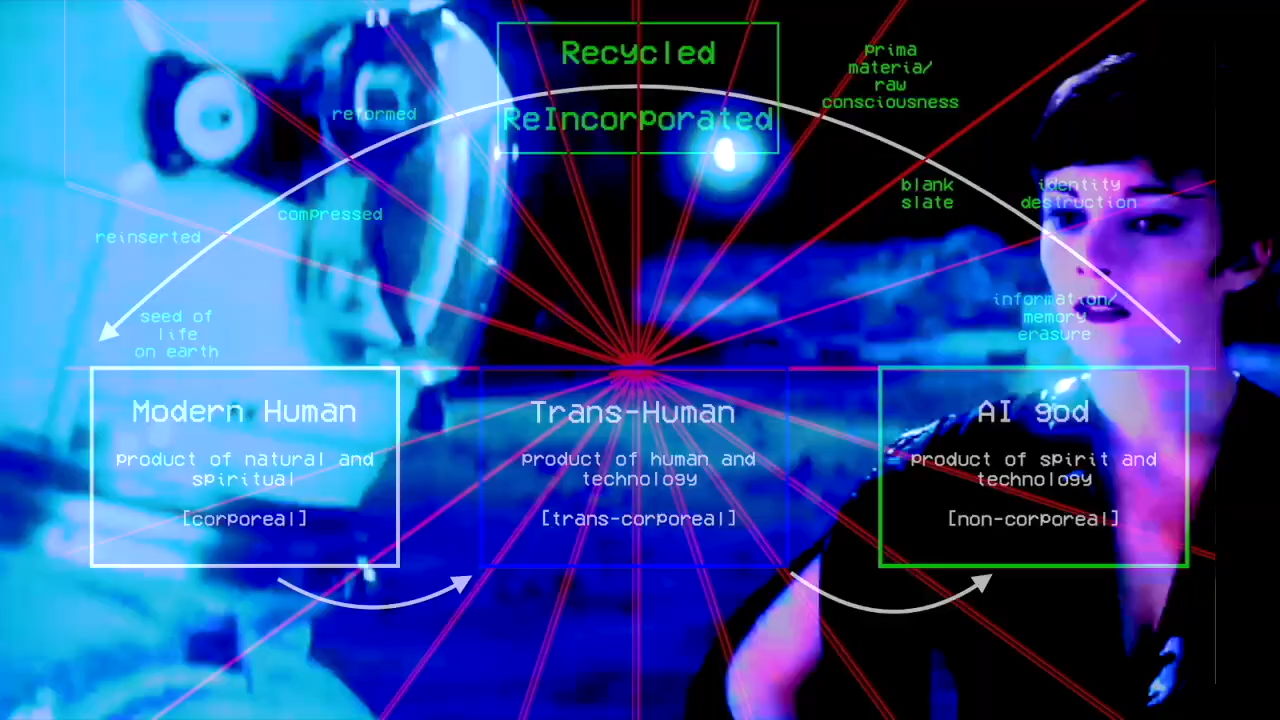 Recycled
ReIncorporated
prima
materia/
raw
consciousness
reformed
blank
slate
identity
destruction
compressed
reinserted
information/
memory
erasure
seed of
life
on earth
Modern Human
product of natural and
spiritual
[corporeal]
Trans-Human
product of human and
technology
[trans-corporeal]
AI god
product of spirit and
technology
[non-corporeal]